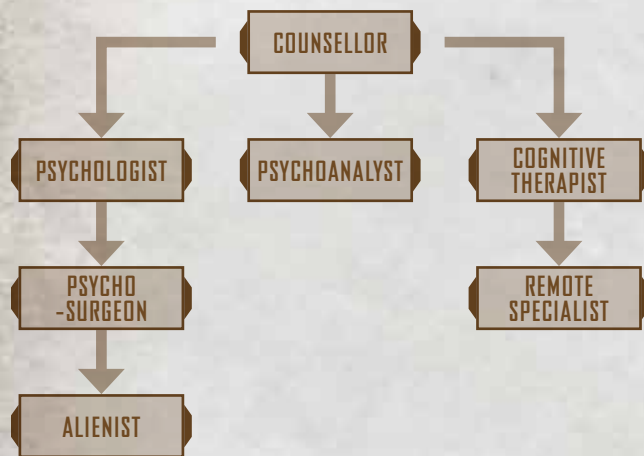 COUNSELLOR
PSYCHOLOGIST
PSYCHOANALYST
COGNITIVE
THERAPIST
PSYCHO
-SURGEON
REMOTE
SPECIALIST
ALIENIST